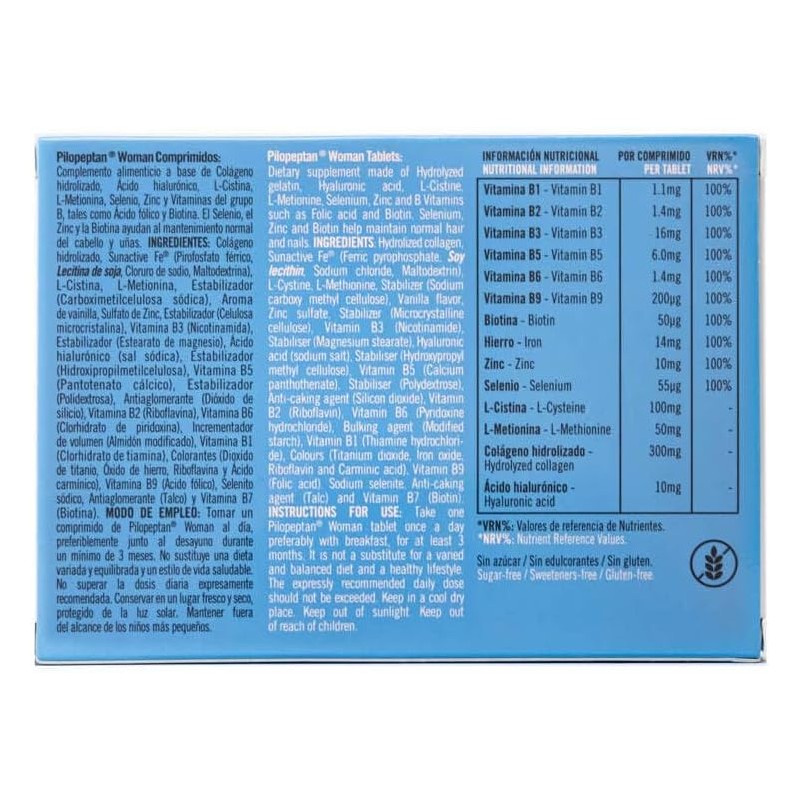 Pilopeptan® Woman Comprimidos:
Complemento alimenticio a base de Colágeno
hidrolizado, Ácido hialurónico, L-Cistina,
L-Metionina, Selenio, Zinc y Vitaminas del grupo
B, tales como Ácido fólico y Biotina. El Selenio, el
Zinc y la Biotina ayudan al mantenimiento normal
del cabello y uñas. INGREDIENTES: Colágeno
hidrolizado, Sunactive Fe® (Pirofosfato férrico,
Lecitina de soja, Cloruro de sodio, Maltodextrina),
L-Cistina, L-Metionina, Estabilizador
(Carboximetilcelulosa sódica), Aroma
de vainilla, Sulfato de Zinc, Estabilizador (Celulosa
microcristalina), Vitamina B3 (Nicotinamida),
Estabilizador (Estearato de magnesio), Ácido
hialurónico (sal sódica), Estabilizador
(Hidroxipropilmetilcelulosa), Vitamina B5
(Pantotenato cálcico), Estabilizador
(Polidextrosa), Antiaglomerante (Dióxido de
silicio), Vitamina B2 (Riboflavina), Vitamina B6
(Clorhidrato de piridoxina), Incrementador
de volumen (Almidón modificado), Vitamina B1
(Clorhidrato de tiamina), Colorantes (Dioxido
de titanio, Óxido de hierro, Riboflavina y Ácido
carmínico), Vitamina B9 (Ácido fólico), Selenito
sódico, Antiaglomerante (Talco) y Vitamina B7
(Biotina). MODO DE EMPLEO: Tomar un
comprimido de Pilopeptan® Woman al día,
preferiblemente junto al desayuno durante
un mínimo de 3 meses. No sustituye una dieta
variada y equilibrada y un estilo de vida saludable.
No superar la dosis diaria expresamente
recomendada. Conservar en un lugar fresco y seco,
protegido de la luz solar. Mantener fuera
del alcance de los niños más pequeños.
Pilopeptan® Woman Tablets:
Dietary supplement made of Hydrolyzed
gelatin, Hyaluronic acid, L-Cistine,
L-Metionine, Selenium, Zinc and B Vitamins
such as Folic acid and Biotin. Selenium,
Zinc and Biotin help maintain normal hair
and nails. INGREDIENTS: Hydrolized collagen,
Sunactive Fe® (Ferric pyrophosphate, Soy
lecithin, Sodium chloride, Maltodextrin),
L-Cystine, L-Methionine, Stabilizer (Sodium
carboxy methyl cellulose), Vanilla flavor,
Zinc sulfate, Stabilizer (Microcrystalline
cellulose), Vitamin B3 (Nicotinamide),
Stabiliser (Magnesium stearate), Hyaluronic
acid (sodium salt), Stabiliser (Hydroxypropyl
methyl cellulose), Vitamin B5 (Calcium
panthothenate), Stabiliser (Polydextrose),
Anti-caking agent (Silicon dioxide), Vitamin
B2 (Riboflavin), Vitamin B6 (Pyridoxine
hydrochloride), Bulking agent (Modified
starch), Vitamin B1 (Thiamine hydrochlori-
de), Colours (Titanium dioxide, Iron oxide,
Riboflavin and Carminic acid), Vitamin B9
(Folic acid), Sodium selenite, Anti-caking
agent (Talc) and Vitamin B7 (Biotin).
INSTRUCTIONS FOR USE: Take one
Pilopeptan® Woman tablet once a day
preferably with breakfast, for at least 3
months. It is not a substitute for a varied
and balanced diet and a healthy lifestyle.
The expressly recommended daily dose
should not be exceeded. Keep in a cool dry
place. Keep out of sunlight. Keep out
of reach of children.
INFORMACIÓN NUTRICIONAL POR COMPRIMIDO VRN%*
NUTRITIONAL INFORMATION PER TABLET NRV%*
Vitamina B1 - Vitamin B1 1.1mg 100%
Vitamina B2 - Vitamin B2 1.4mg 100%
Vitamina B3 - Vitamin B3 16mg 100%
Vitamina B5 - Vitamin B5 6.0mg 100%
Vitamina B6 - Vitamin B6 1.4mg 100%
Vitamina B9 - Vitamin B9 200µg 100%
Biotina - Biotin 50µg 100%
Hierro - Iron 14mg 100%
Zinc - Zinc 10mg 100%
Selenio - Selenium 55µg 100%
L-Cistina - L-Cysteine 100mg -
L-Metionina - L-Methionine 50mg -
Colágeno hidrolizado - 300mg -
Hydrolyzed collagen
Ácido hialurónico - 10mg -
Hyaluronic acid
*VRN%: Valores de referencia de Nutrientes.
*NRV%: Nutrient Reference Values.
Sin azúcar / Sin edulcorantes / Sin gluten.
Sugar-free / Sweeteners-free / Gluten-free.